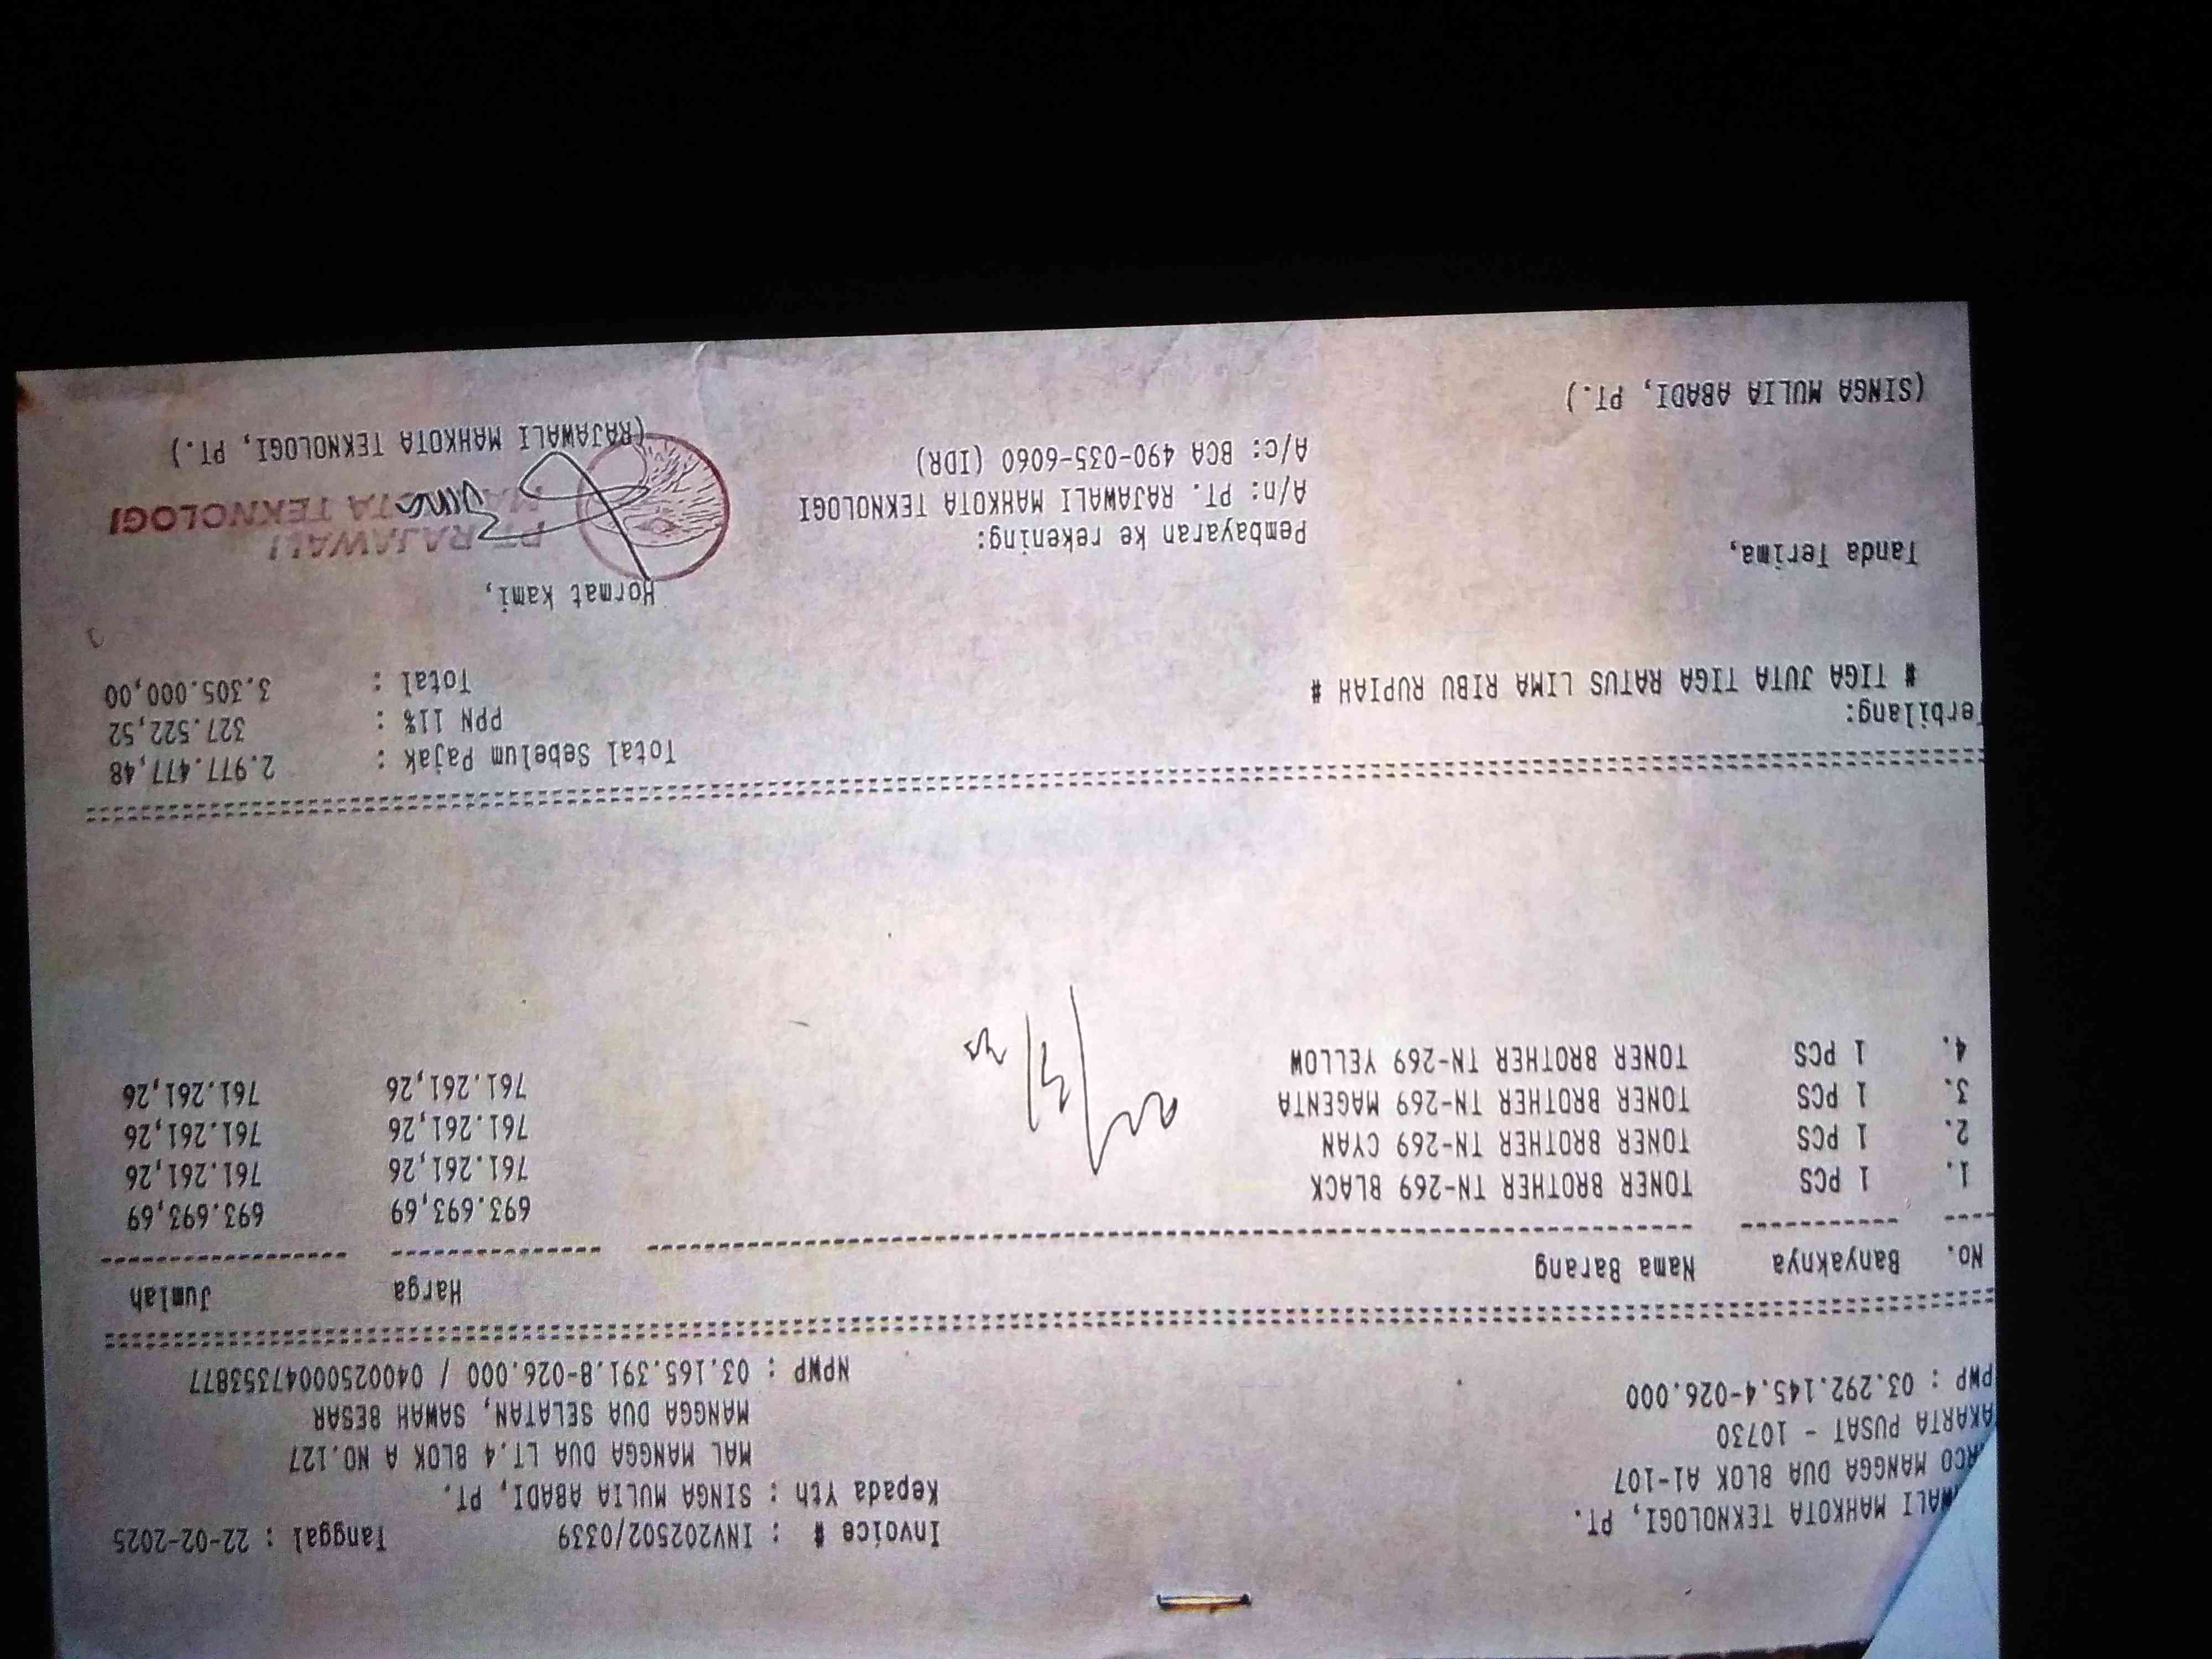 WALI MAHKOTA TEKNOLOGI, PT.
RCO MANGGA DUA BLOK A1-107
AKARTA PUSAT - 10730
PWP : 03.292.145.4-026.000
Invoice # : INV202502/0339 Tanggal : 22-02-2025
Kepada Yth : SINGA MULIA ABADI, PT.
MAL MANGGA DUA LT.4 BLOK A NO.127
MANGGA DUA SELATAN, SAWAH BESAR
NPWP : 03.165.391.8-026.000 / 0400250004735387​7
No. Banyaknya Nama Barang Harga Jumlah
1. 1 PCS TONER BROTHER TN-269 BLACK 693.693,69 693.693,69
2. 1 PCS TONER BROTHER TN-269 CYAN 761.261,26 761.261,26
3. 1 PCS TONER BROTHER TN-269 MAGENTA 761.261,26 761.261,26
4. 1 PCS TONER BROTHER TN-269 YELLOW 761.261,26 761.261,26
Terbilang:
# TIGA JUTA TIGA RATUS LIMA RIBU RUPIAH #
Total Sebelum Pajak : 2.977.477,48
PPN 11% : 327.522,52
Total : 3.305.000,00
Tanda Terima,
(SINGA MULIA ABADI, PT.)
Pembayaran ke rekening:
A/n: PT. RAJAWALI MAHKOTA TEKNOLOGI
A/c: BCA 490-035-6060 (IDR)
Hormat kami,
PT RAJAWALI
TEKNOLOGI
(RAJAWALI MAHKOTA TEKNOLOGI, PT.)